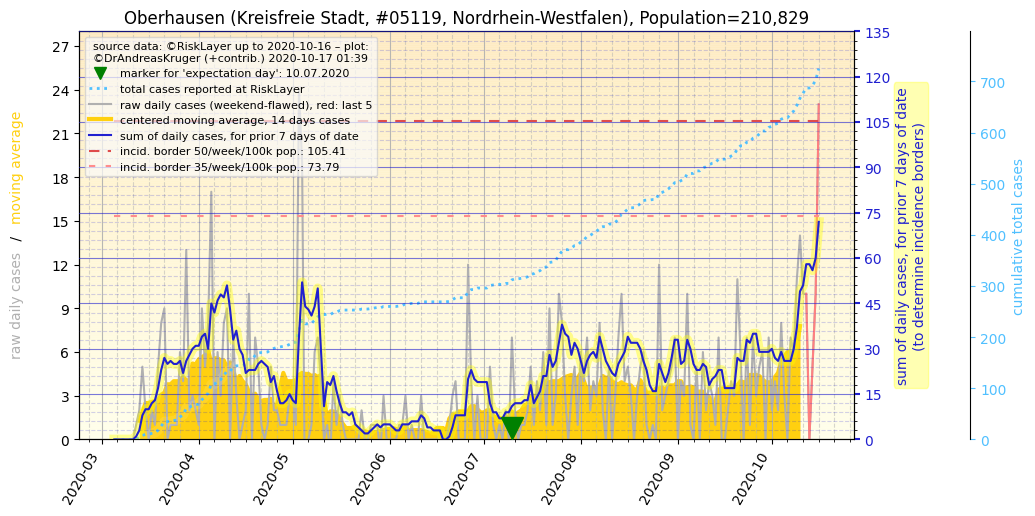 Oberhausen (Kreisfreie Stadt, #05119, Nordrhein-Westfalen), Population=210,829
source data: ©RiskLayer up to 2020-10-16 – plot:
©DrAndreasKruger (+contrib.) 2020-10-17 01:39
marker for 'expectation day': 10.07.2020
total cases reported at RiskLayer
raw daily cases (weekend-flawed), red: last 5
centered moving average, 14 days cases
sum of daily cases, for prior 7 days of date
incid. border 50/week/100k pop.: 105.41
incid. border 35/week/100k pop.: 73.79
raw daily cases / moving average
27
24
21
18
15
12
9
6
3
0
2020-03
2020-04
2020-05
2020-06
2020-07
2020-08
2020-09
2020-10
135
120
105
90
75
60
45
30
15
0
sum of daily cases, for prior 7 days of date
(to determine incidence borders)
700
600
500
400
300
200
100
0
cumulative total cases